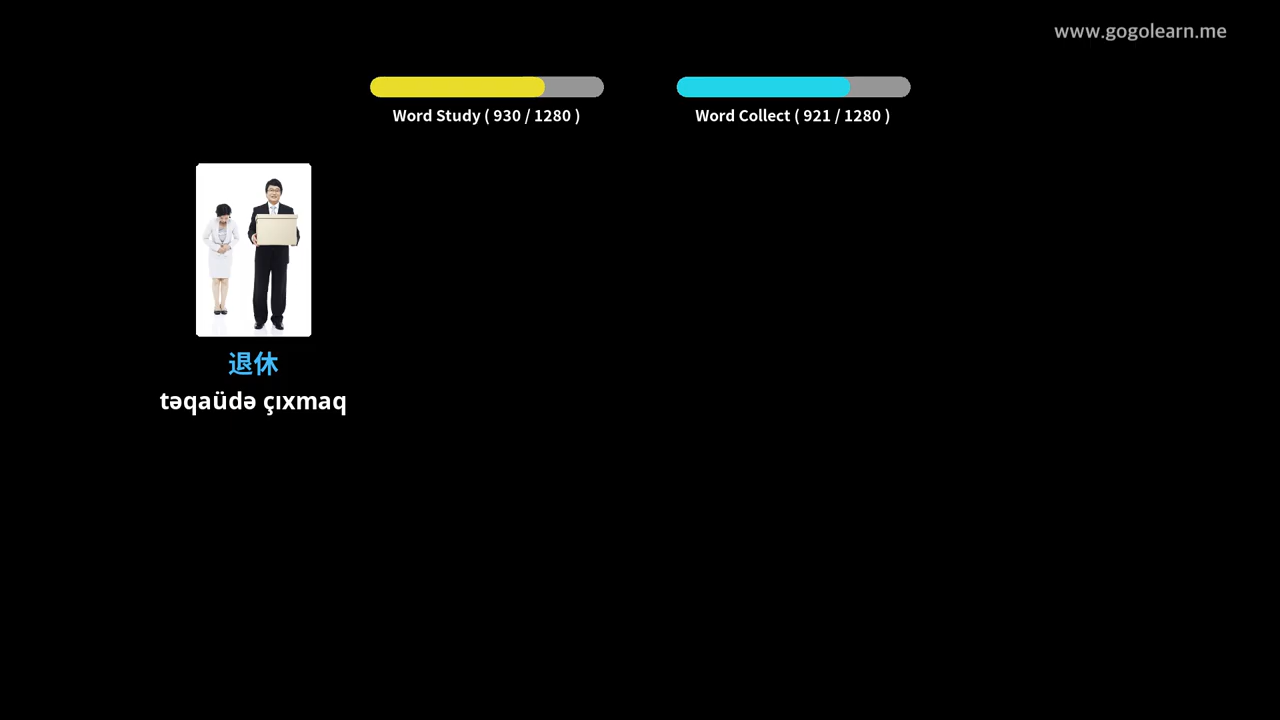 www.gogolearn.me
Word Study ( 930 / 1280 )
Word Collect ( 921 / 1280 )
退休
təqaüdə çıxmaq